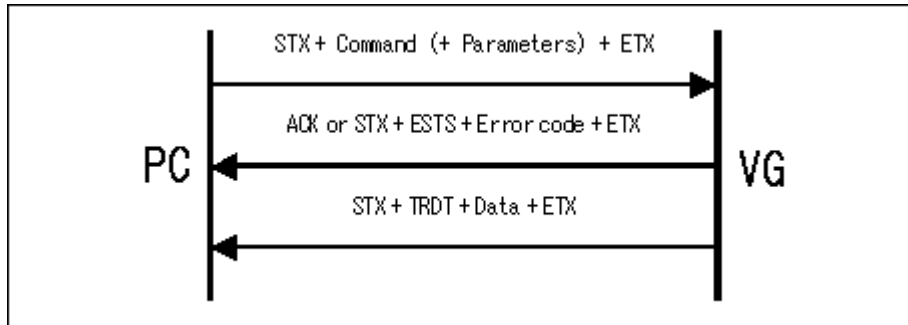 STX + Command (+ Parameters) + ETX
ACK or STX + ESTS + Error code + ETX
PC
VG
STX + TRDT + Data + ETX